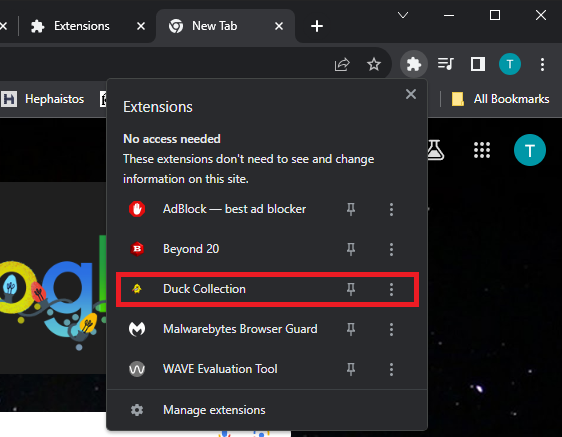 Extensions
New Tab
T
Hephaistos
All Bookmarks
Extensions
No access needed
These extensions don't need to see and change
information on this site.
T
AdBlock — best ad blocker
Beyond 20
Duck Collection
Malwarebytes Browser Guard
WAVE Evaluation Tool
Manage extensions